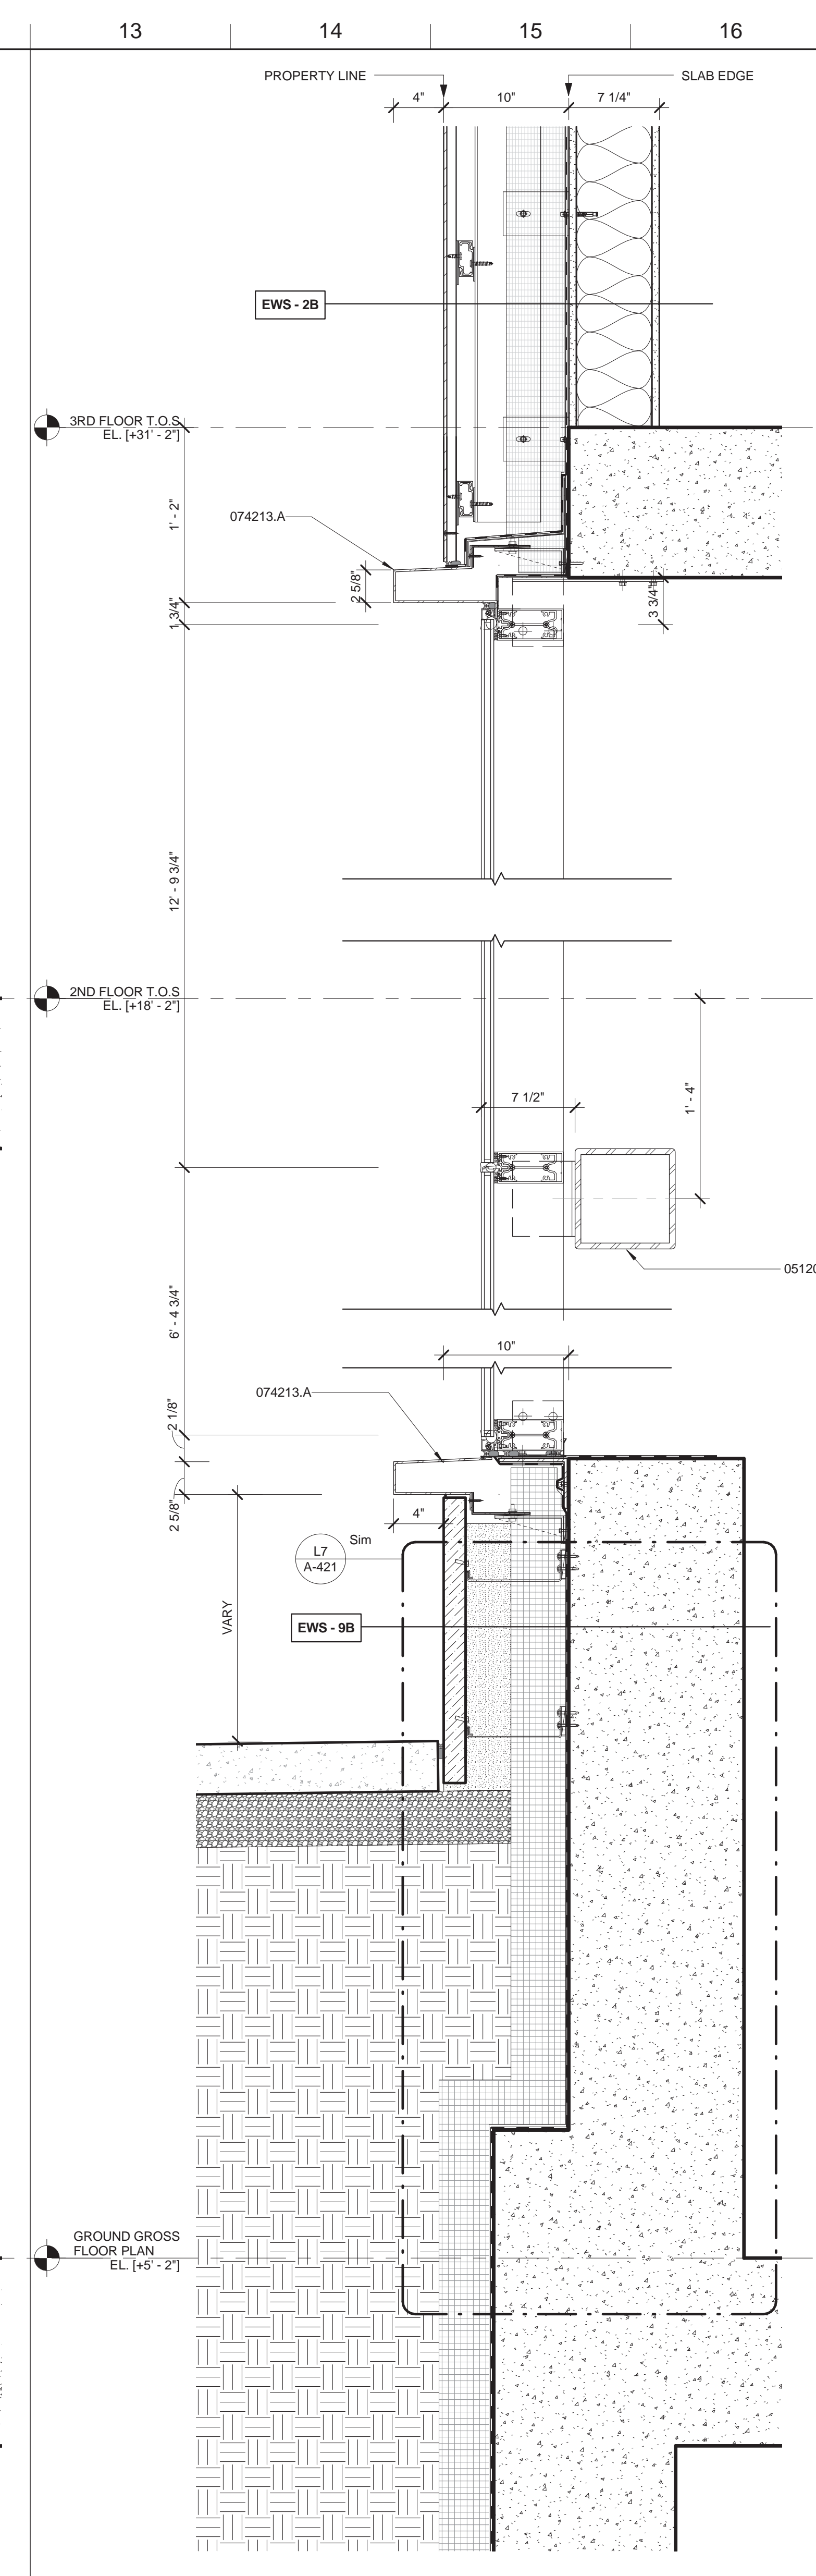 13 14 15 16
PROPERTY LINE
SLAB EDGE
4" 10" 7 1/4"
EWS - 2B
3RD FLOOR T.O.S
EL. [+31' - 2"]
1' - 2"
074213.A
2 5/8"
1 3/4"
3 3/4"
12' - 9 3/4"
2ND FLOOR T.O.S
EL. [+18' - 2"]
7 1/2"
1' - 4"
05120
6' - 4 3/4"
10"
074213.A
2 1/8"
2 5/8"
4"
Sim
L7
A-421
VARY
EWS - 9B
GROUND GROSS
FLOOR PLAN
EL. [+5' - 2"]